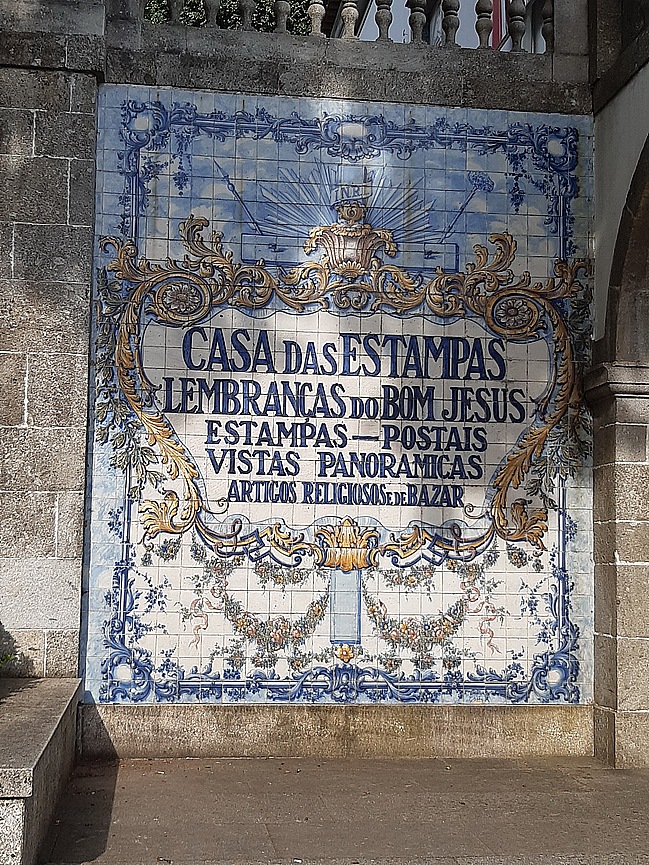 INRI
CASA DAS ESTAMPAS
LEMBRANÇAS DO BOM JESUS
ESTAMPAS — POSTAIS
VISTAS PANORAMICAS
ARTIGOS RELIGIOSOS E DE BAZAR